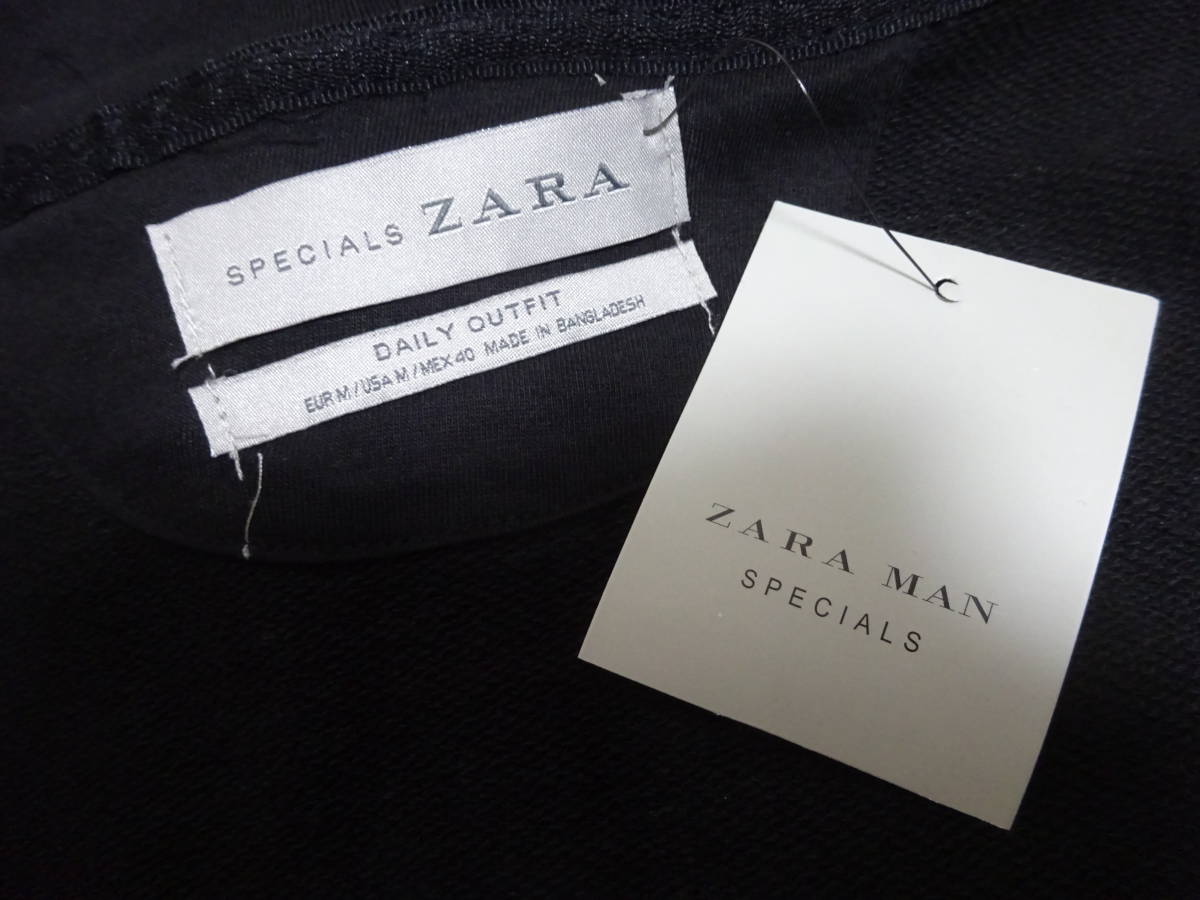 SPECIALS ZARA
DAILY OUTFIT
EUR M / USA M / MEX 40 MADE IN BANGLADESH
ZARA MAN
SPECIALS